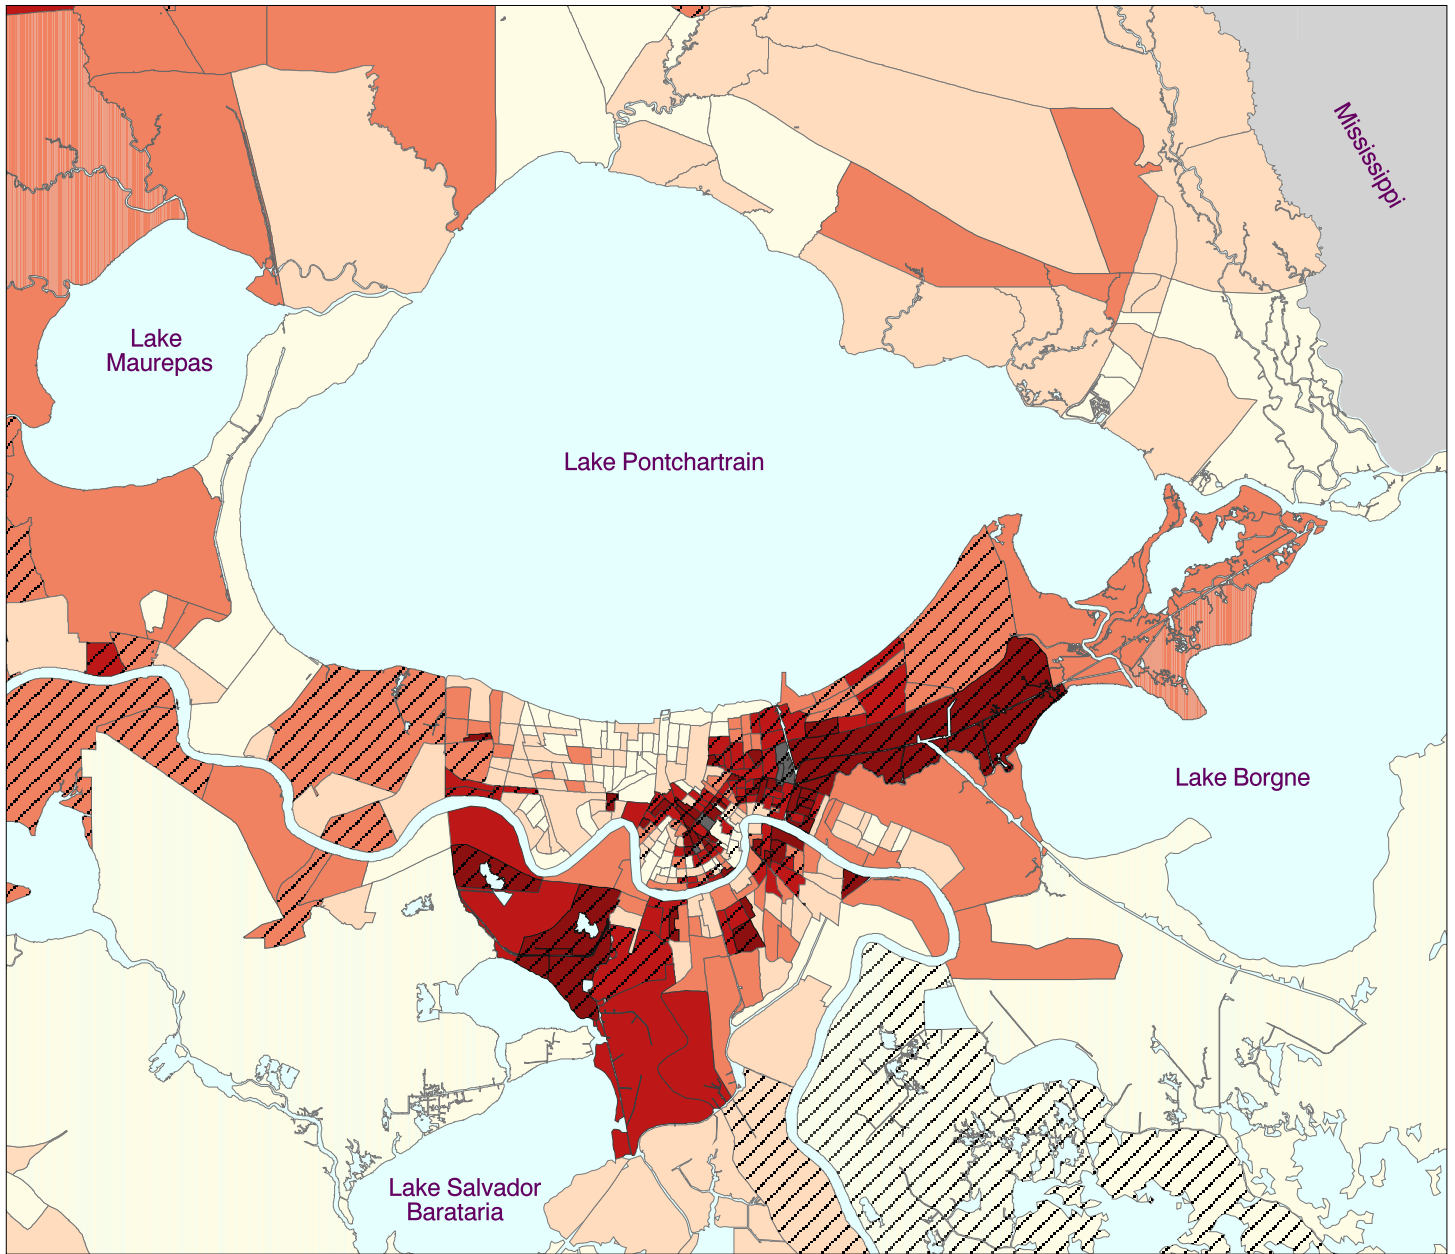 Mississippi
Lake
Maurepas
Lake Pontchartrain
Lake Borgne
Lake Salvador
Barataria